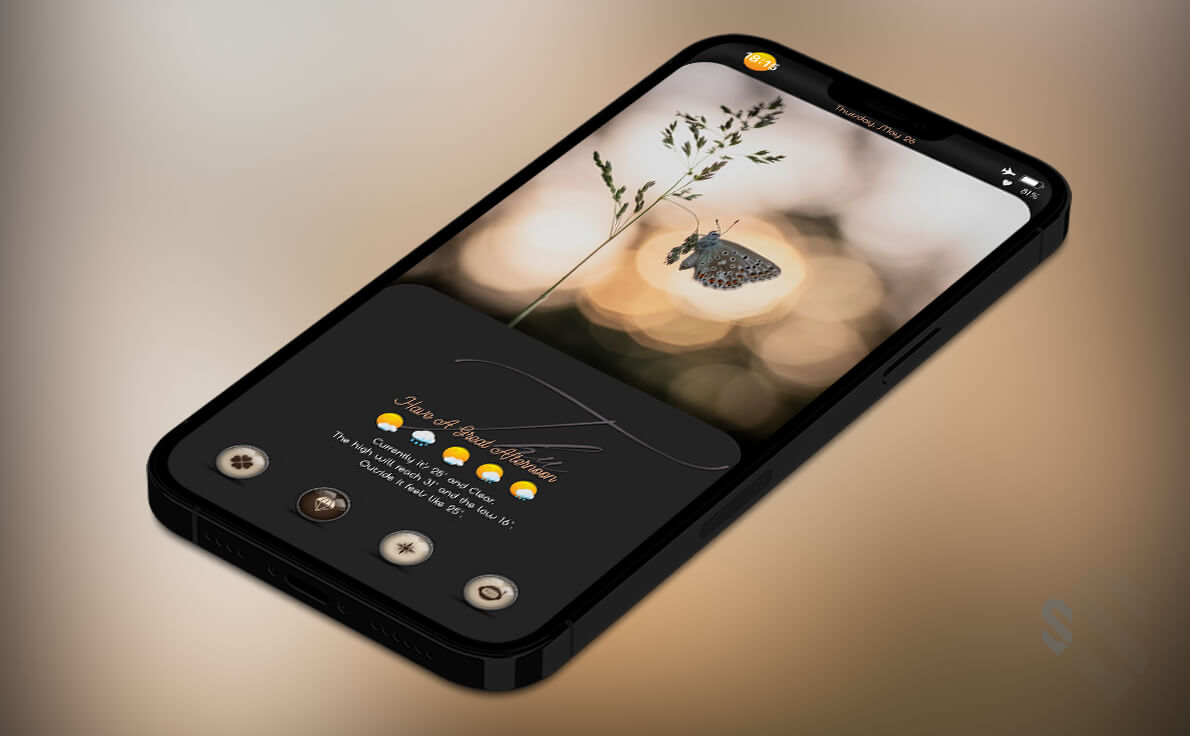 18:15
Thursday, May 26
81%
Have A Great Afternoon
Currently it's 25° and Clear.
The high will reach 31° and the low 16°.
Outside it feels like 25°.